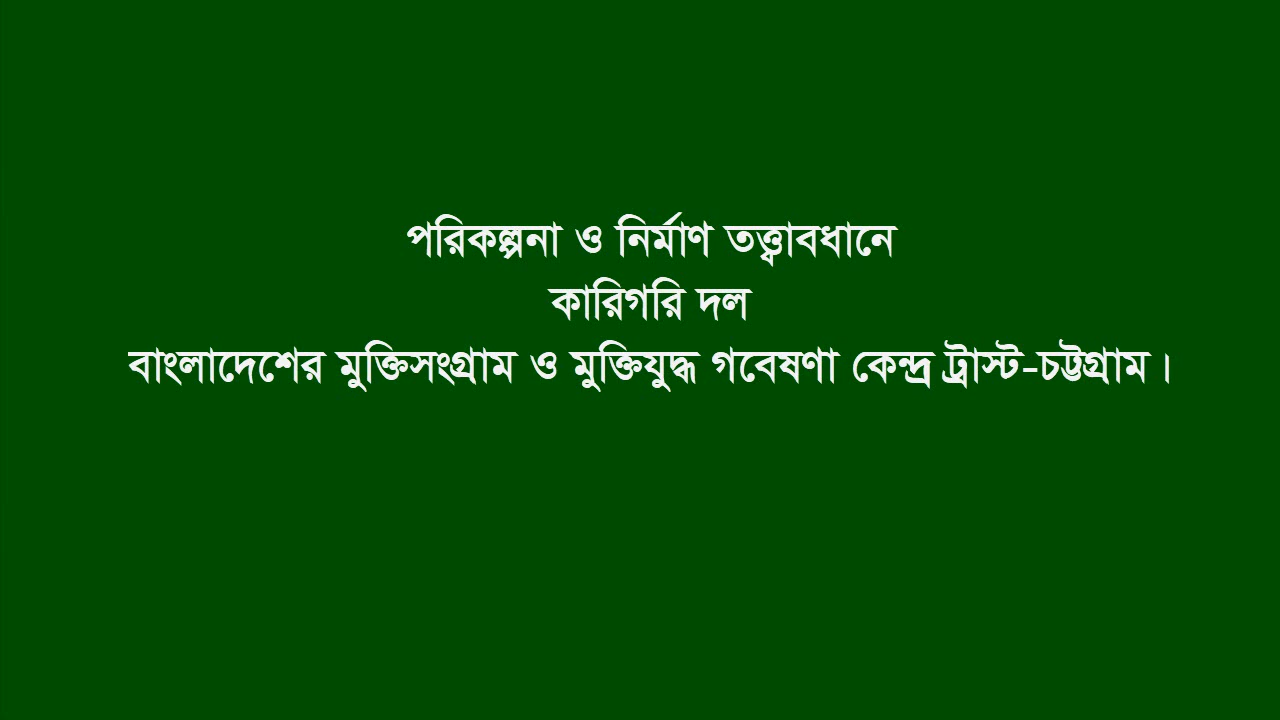 পরিকল্পনা ও নির্মাণ তত্ত্বাবধানে
কারিগরি দল
বাংলাদেশের মুক্তিসংগ্রাম ও মুক্তিযুদ্ধ গবেষণা কেন্দ্র ট্রাস্ট-চট্টগ্রাম।